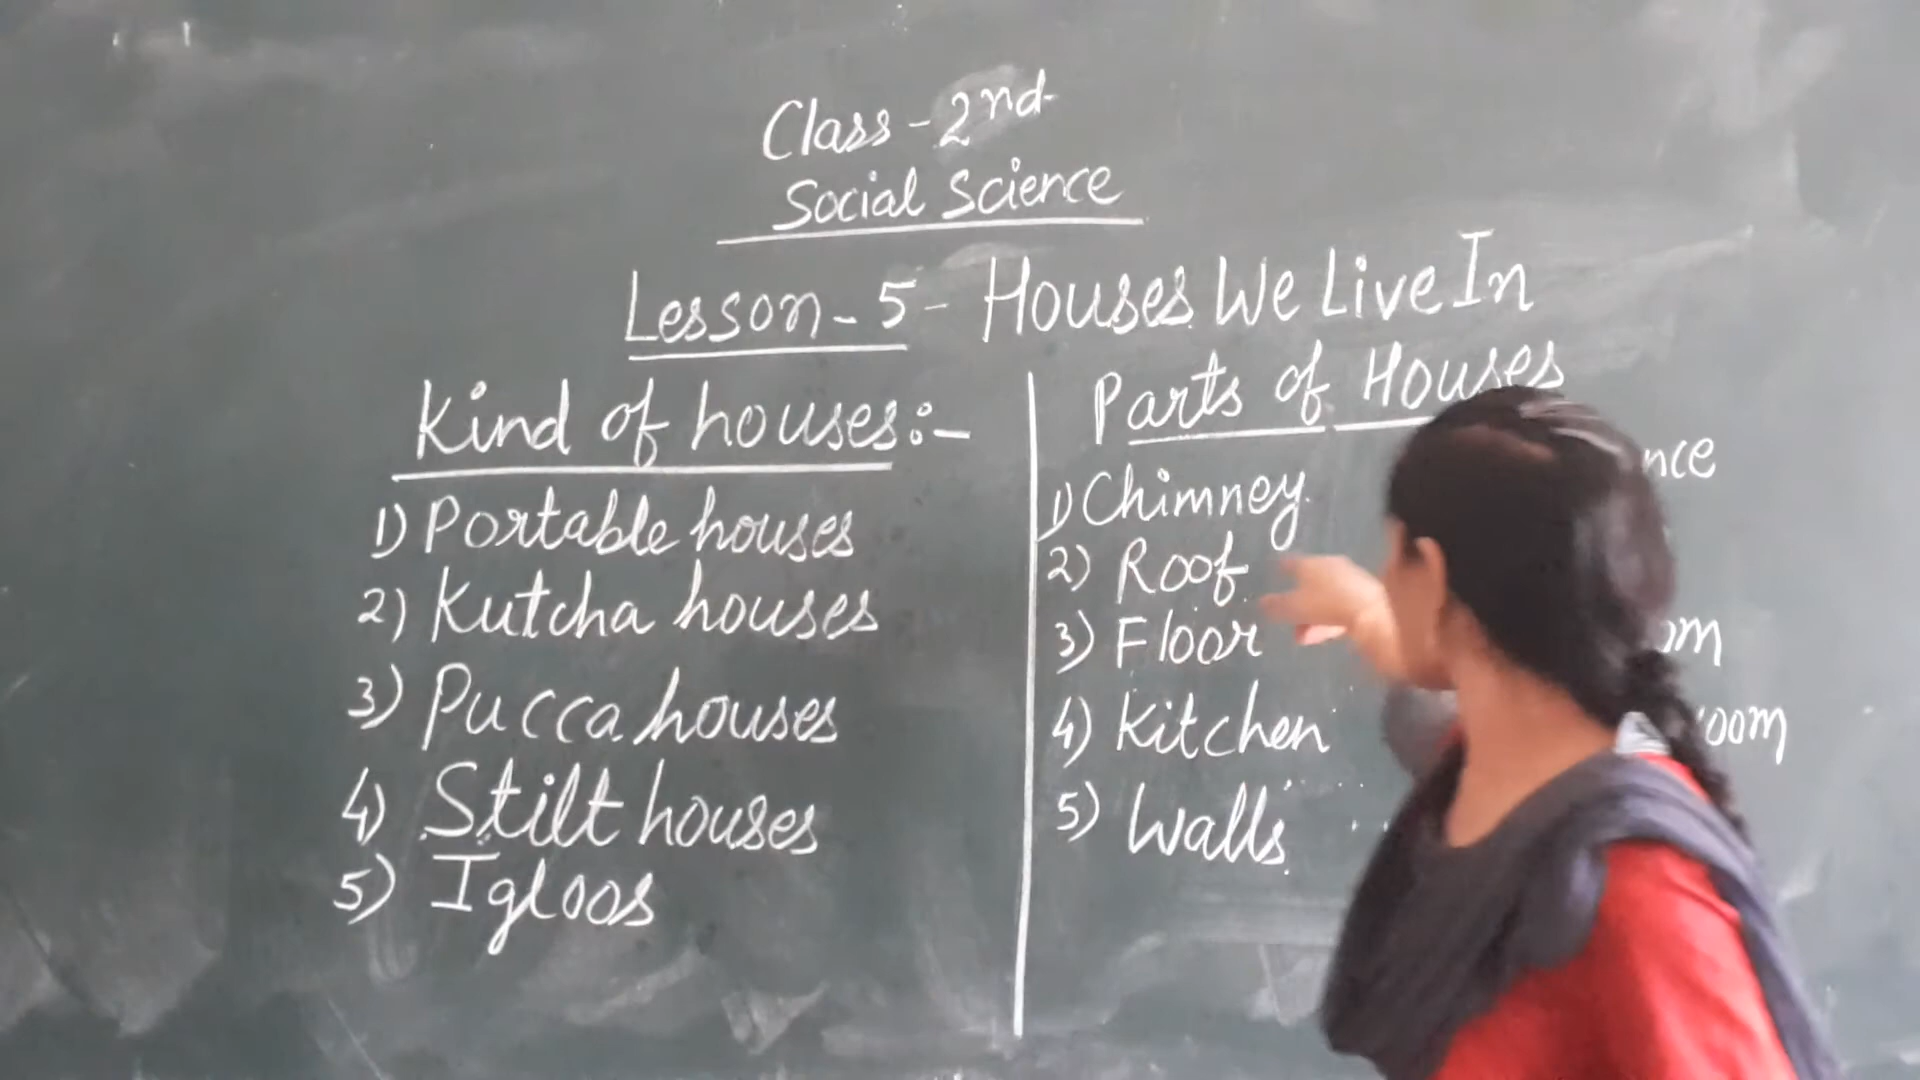 Class - 2nd
Social Science
Lesson - 5 - Houses We Live In
Kind of houses:-
1) Portable houses
2) Kutcha houses
3) Pucca houses
4) Stilt houses
5) Igloos
Parts of Houses
1) Chimney
2) Roof
3) Floor
4) Kitchen
5) Walls